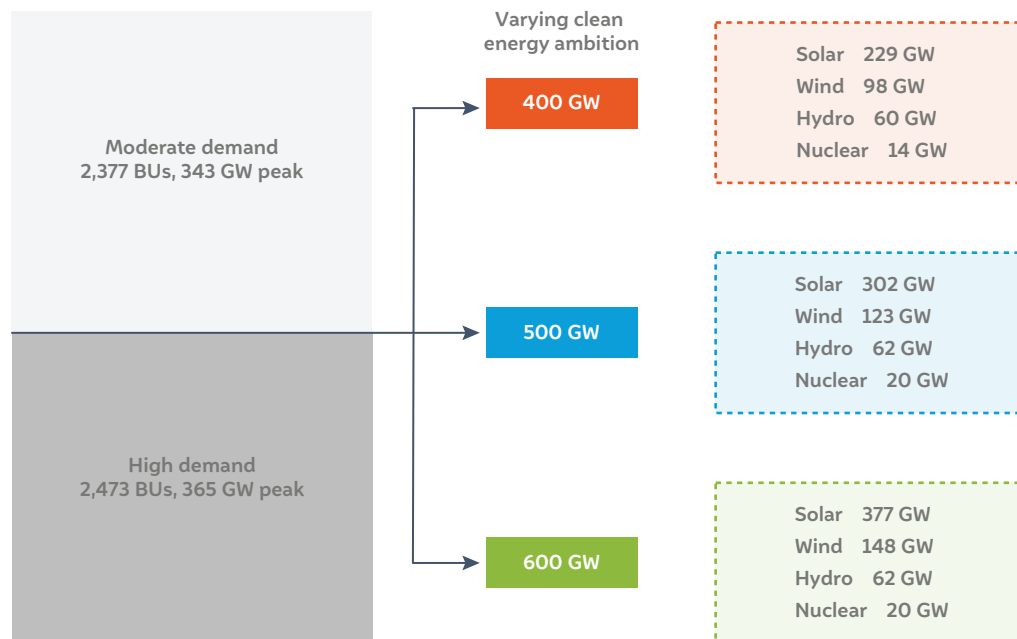 Varying clean
energy ambition
Moderate demand
2,377 BUs, 343 GW peak
High demand
2,473 BUs, 365 GW peak
400 GW
Solar 229 GW
Wind 98 GW
Hydro 60 GW
Nuclear 14 GW
500 GW
Solar 302 GW
Wind 123 GW
Hydro 62 GW
Nuclear 20 GW
600 GW
Solar 377 GW
Wind 148 GW
Hydro 62 GW
Nuclear 20 GW